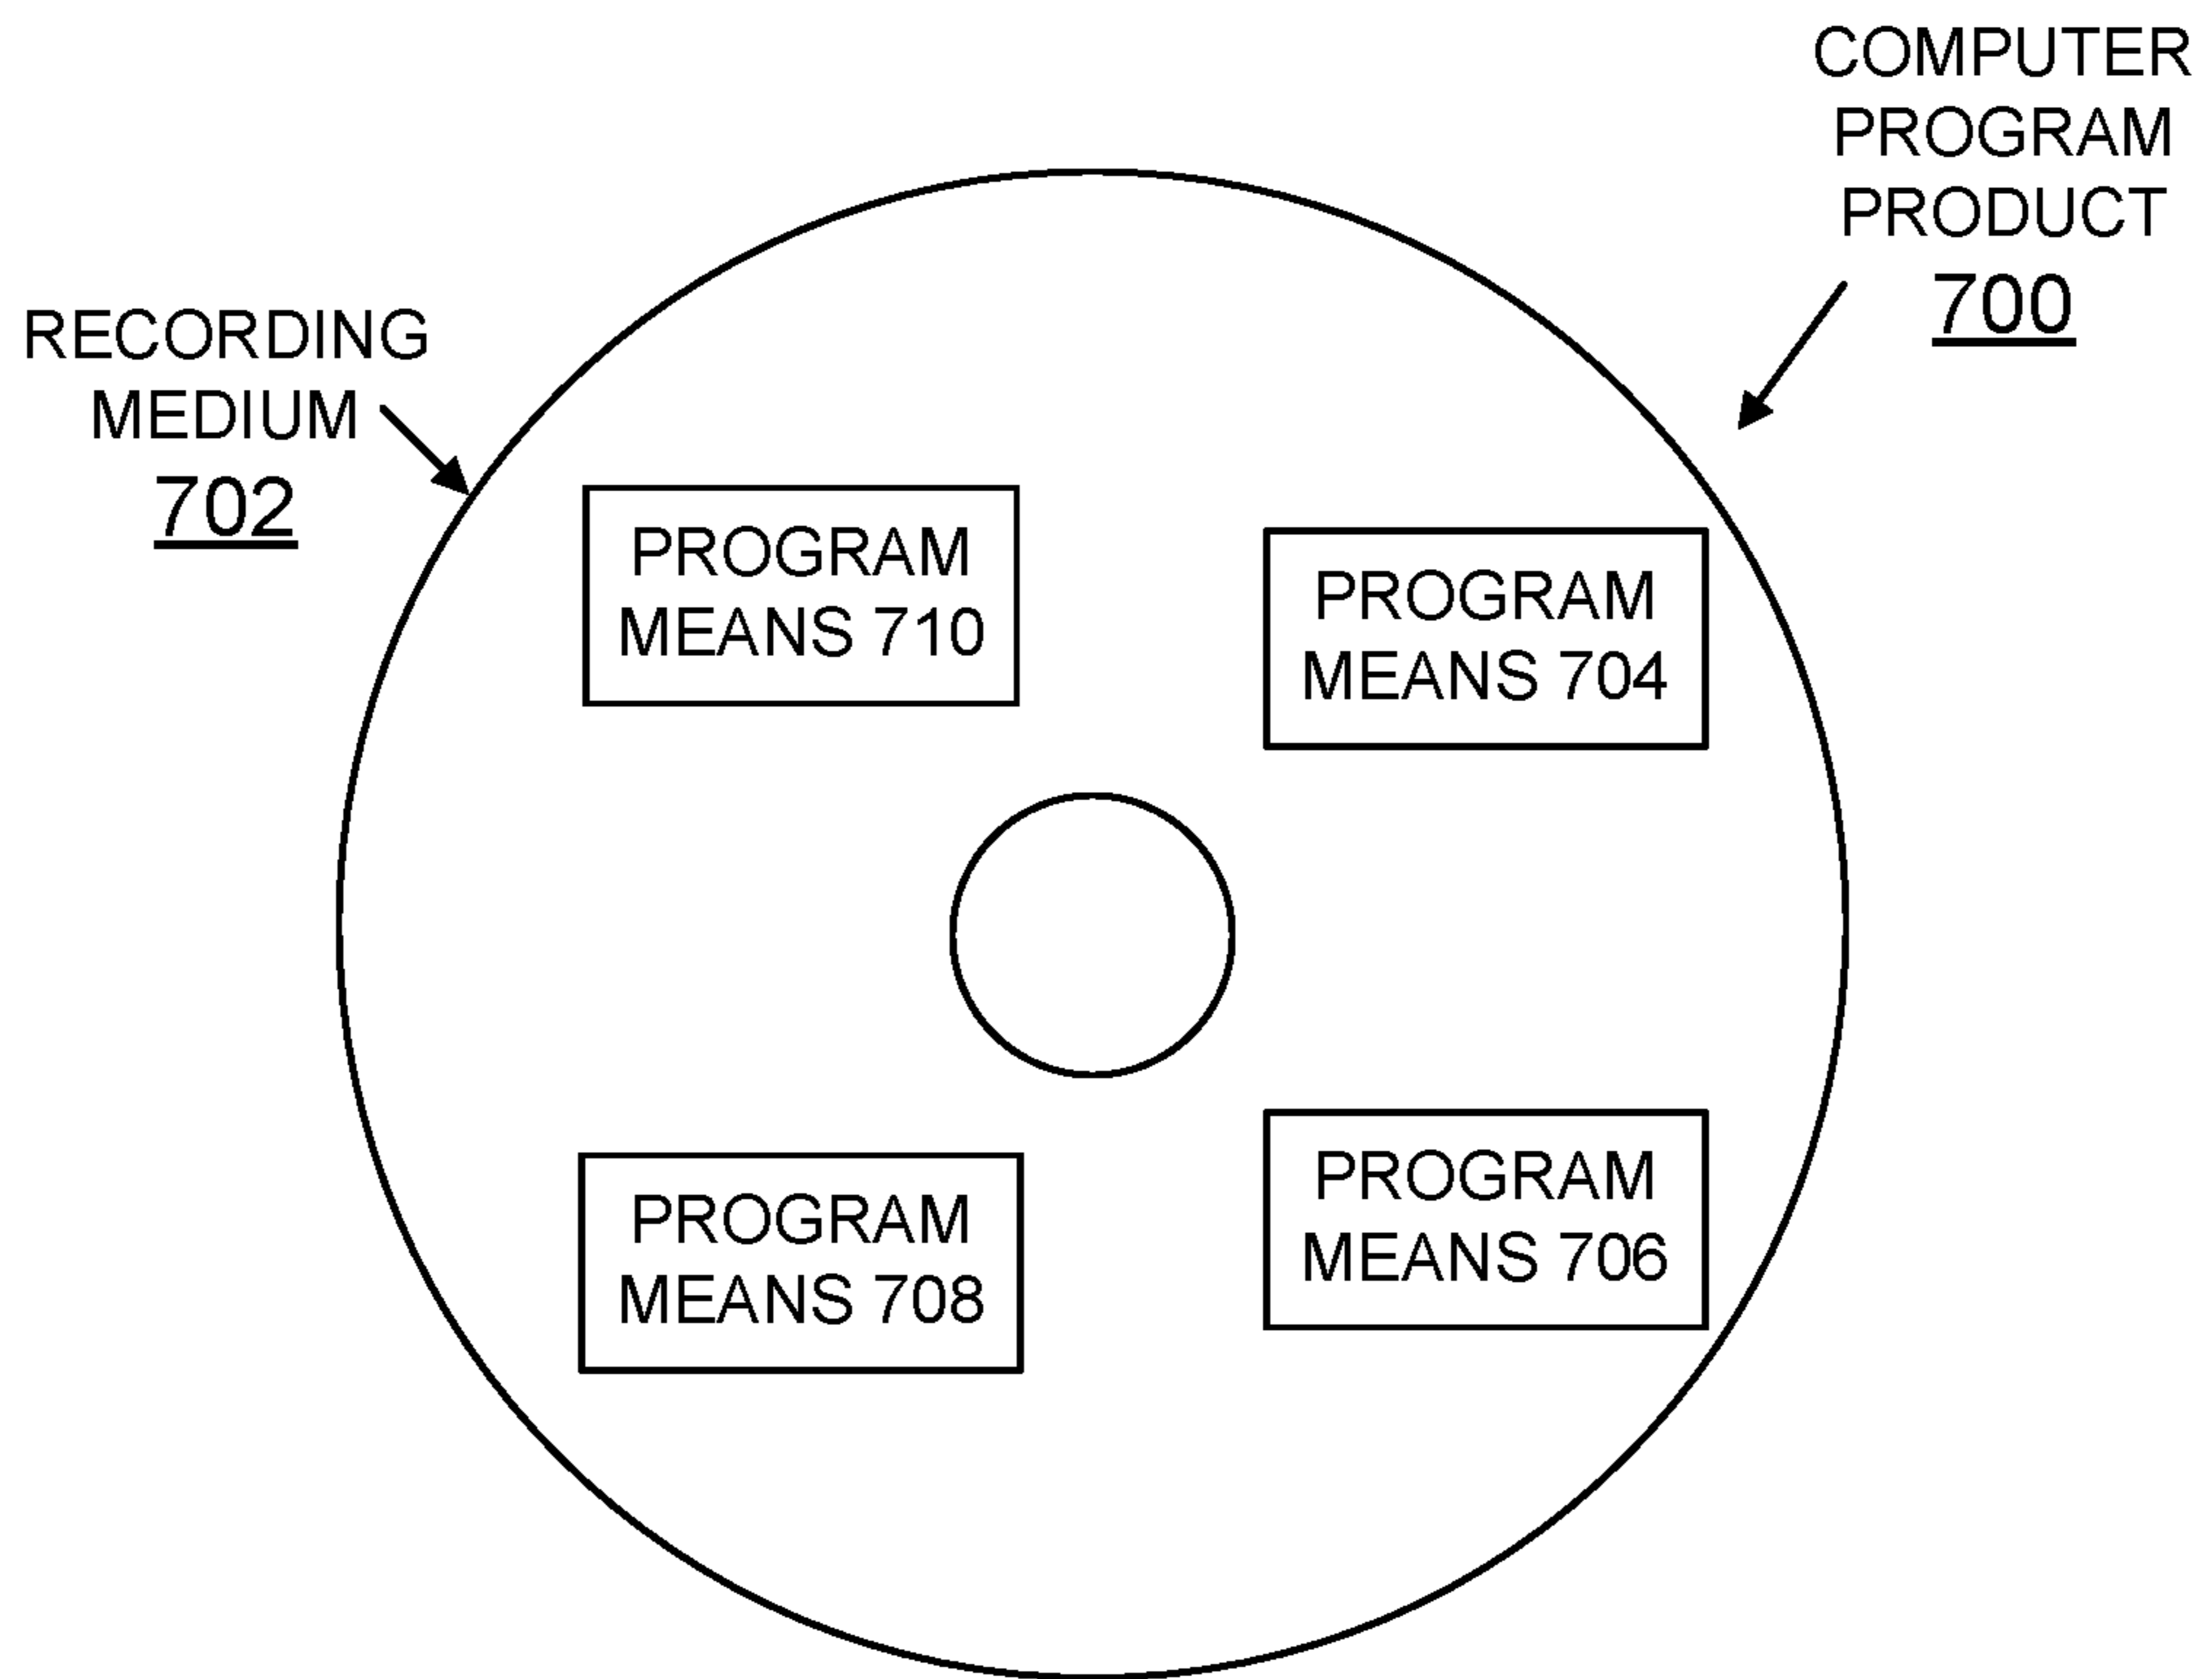 COMPUTER
PROGRAM
PRODUCT
700
RECORDING
MEDIUM
702
PROGRAM
MEANS 710
PROGRAM
MEANS 704
PROGRAM
MEANS 708
PROGRAM
MEANS 706